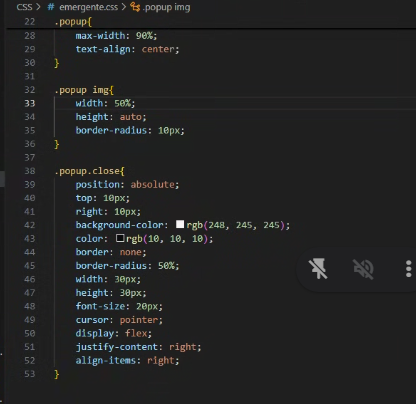 CSS > # emergente.css > .popup img
22 .popup{
28 max-width: 90%;
29 text-align: center;
30 }
31
32 .popup img{
33 width: 50%;
34 height: auto;
35 border-radius: 10px;
36 }
37
38 .popup.close{
39 position: absolute;
40 top: 10px;
41 right: 10px;
42 background-color: rgb(248, 245, 245);
43 color: rgb(10, 10, 10);
44 border: none;
45 border-radius: 50%;
46 width: 30px;
47 height: 30px;
48 font-size: 20px;
49 cursor: pointer;
50 display: flex;
51 justify-content: right;
52 align-items: right;
53 }